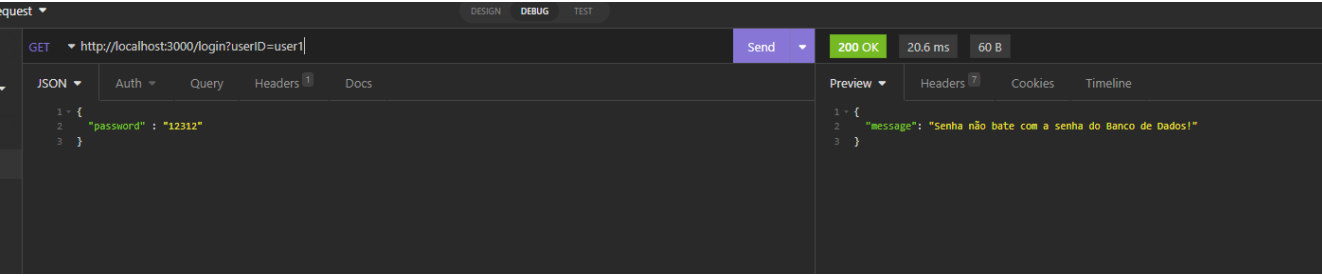 equest
DESIGN DEBUG TEST
GET http://localhost:3000/login?userID=user1
Send
200 OK 20.6 ms 60 B
JSON Auth Query Headers 1 Docs
Preview Headers 7 Cookies Timeline
1 {
2 "password" : "12312"
3 }
1 {
2 "message": "Senha não bate com a senha do Banco de Dados!"
3 }